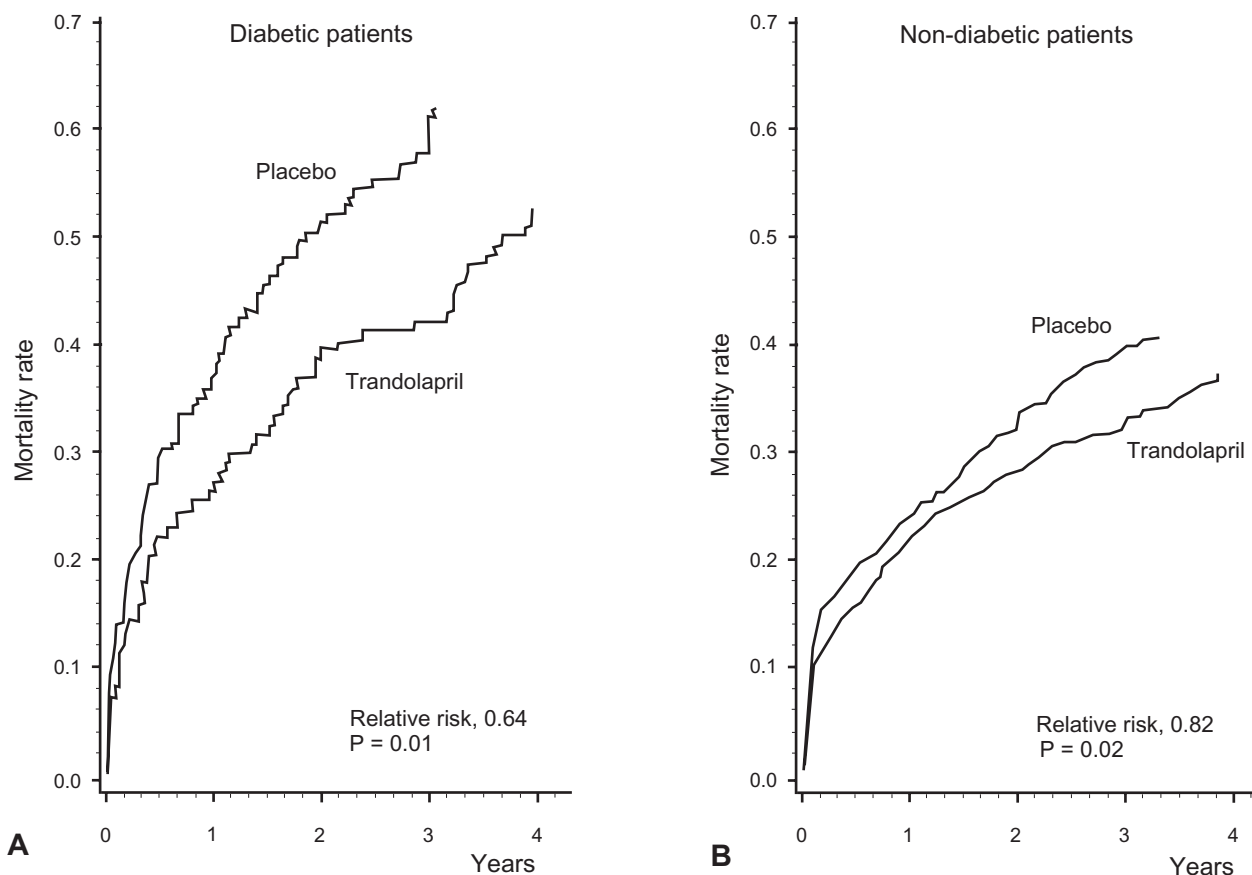 Diabetic patients
0.7
0.6
0.5
0.4
0.3
0.2
0.1
0.0
Mortality rate
Placebo
Trandolapril
Relative risk, 0.64
P = 0.01
0 1 2 3 4
Years
A
Non-diabetic patients
0.7
0.6
0.5
0.4
0.3
0.2
0.1
0.0
Mortality rate
Placebo
Trandolapril
Relative risk, 0.82
P = 0.02
0 1 2 3 4
Years
B